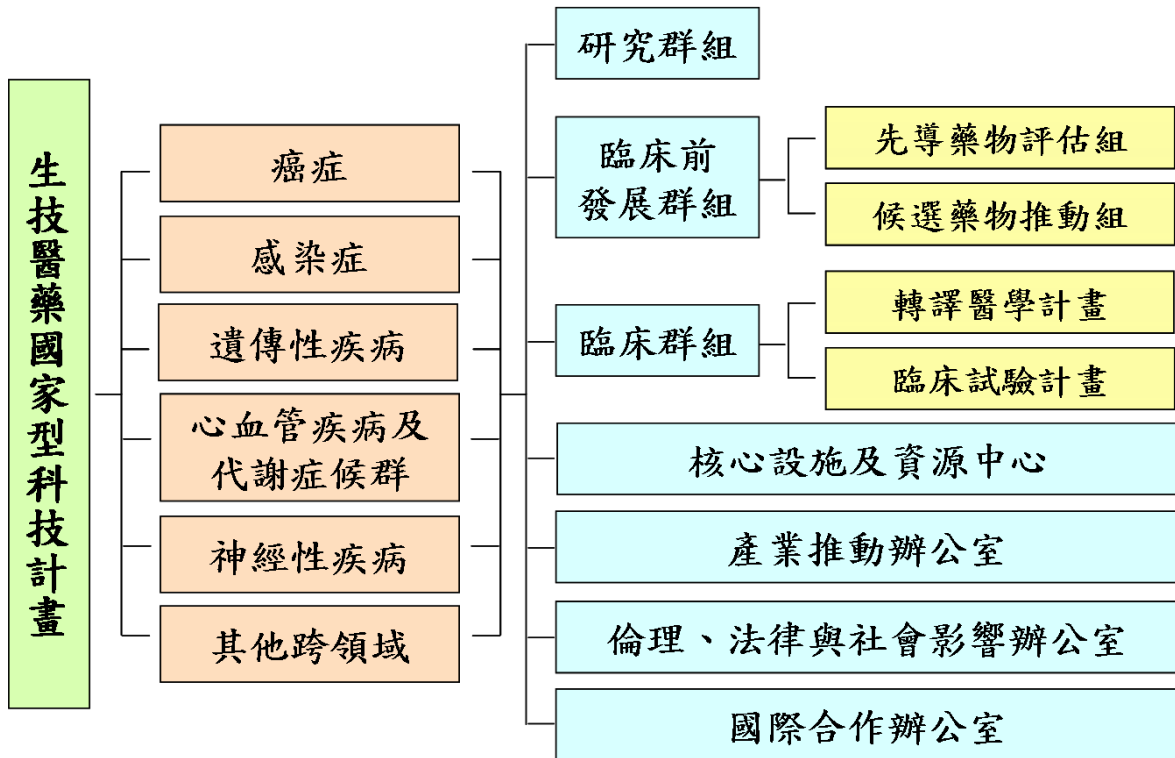 生技醫藥國家型科技計畫
癌症
感染症
遺傳性疾病
心血管疾病及
代謝症候群
神經性疾病
其他跨領域
研究群組
臨床前
發展群組
先導藥物評估組
候選藥物推動組
臨床群組
轉譯醫學計畫
臨床試驗計畫
核心設施及資源中心
產業推動辦公室
倫理、法律與社會影響辦公室
國際合作辦公室